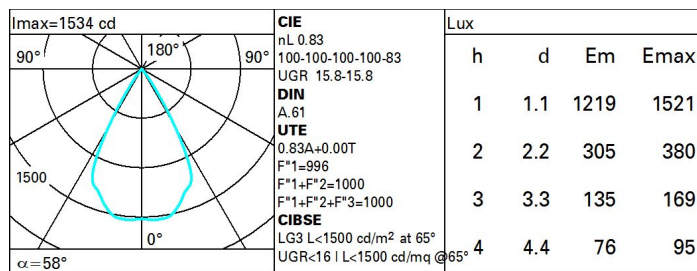 Imax=1534 cd
90° 180° 90°
1500
0°
α=58°
CIE
nL 0.83
100-100-100-100-83
UGR 15.8-15.8
DIN
A.61
UTE
0.83A+0.00T
F"1=996
F"1+F"2=1000
F"1+F"2+F"3=1000
CIBSE
LG3 L<1500 cd/m² at 65°
UGR<16 | L<1500 cd/mq @65°
Lux
h d Em Emax
1 1.1 1219 1521
2 2.2 305 380
3 3.3 135 169
4 4.4 76 95